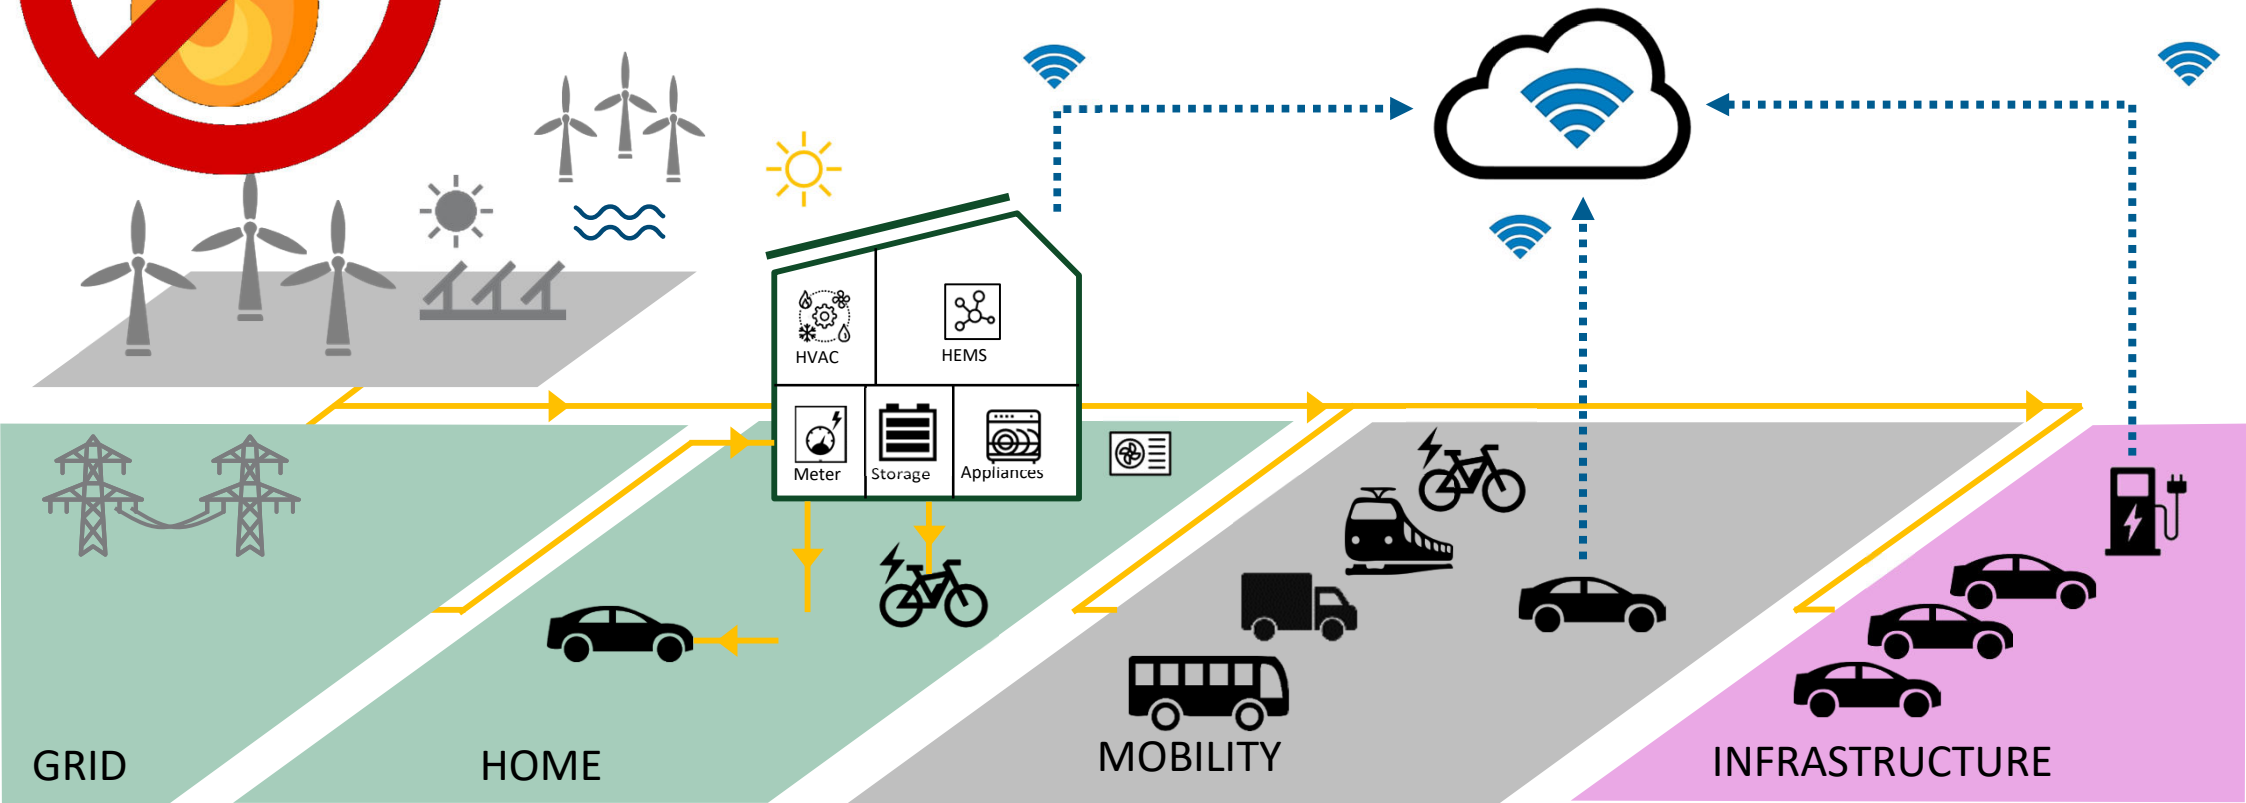 HVAC
HEMS
Meter
Storage
Appliances
GRID
HOME
MOBILITY
INFRASTRUCTURE